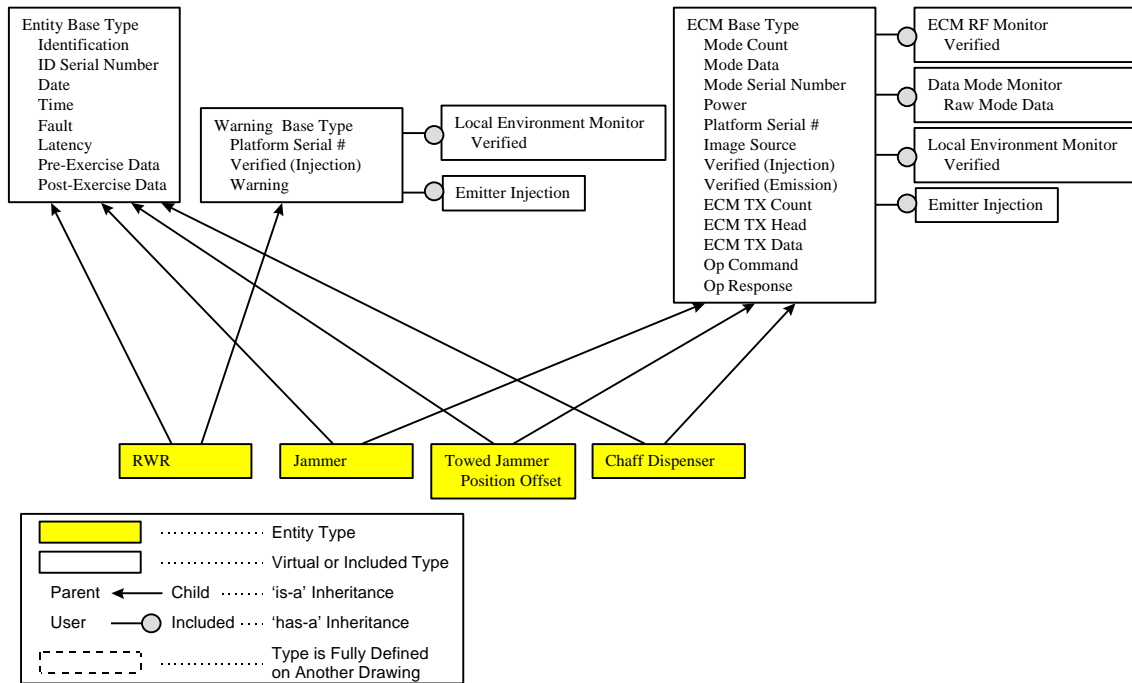 Entity Base Type
Identification
ID Serial Number
Date
Time
Fault
Latency
Pre-Exercise Data
Post-Exercise Data
Warning Base Type
Platform Serial #
Verified (Injection)
Warning
Local Environment Monitor
Verified
Emitter Injection
ECM Base Type
Mode Count
Mode Data
Mode Serial Number
Power
Platform Serial #
Image Source
Verified (Injection)
Verified (Emission)
ECM TX Count
ECM TX Head
ECM TX Data
Op Command
Op Response
ECM RF Monitor
Verified
Data Mode Monitor
Raw Mode Data
Local Environment Monitor
Verified
Emitter Injection
RWR
Jammer
Towed Jammer
Position Offset
Chaff Dispenser
Entity Type
Virtual or Included Type
Parent Child 'is-a' Inheritance
User Included 'has-a' Inheritance
Type is Fully Defined
on Another Drawing